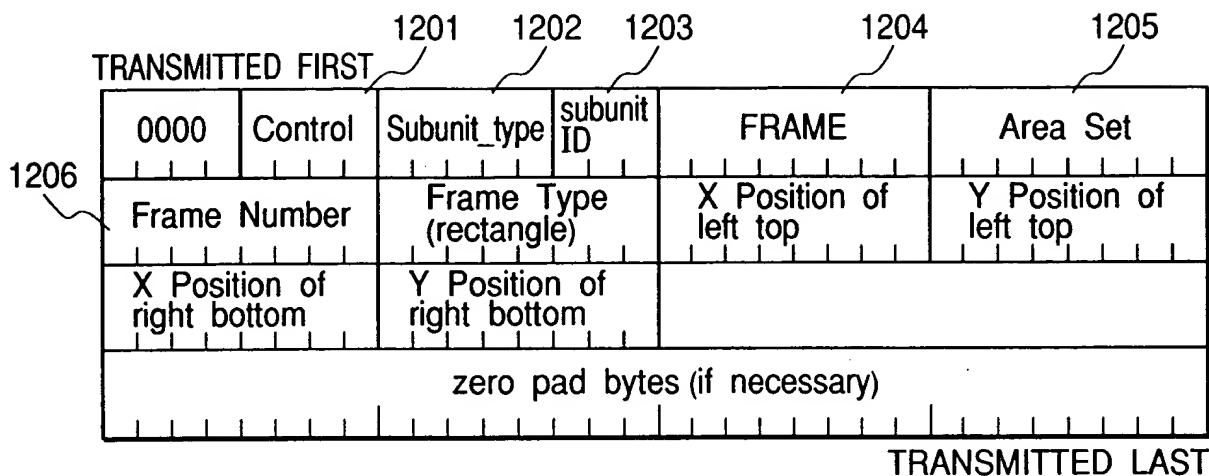 1201 1202 1203 1204 1205
TRANSMITTED FIRST
0000 Control Subunit_type subunit ID FRAME Area Set
1206
Frame Number Frame Type (rectangle) X Position of left top Y Position of left top
X Position of right bottom Y Position of right bottom
zero pad bytes (if necessary)
TRANSMITTED LAST